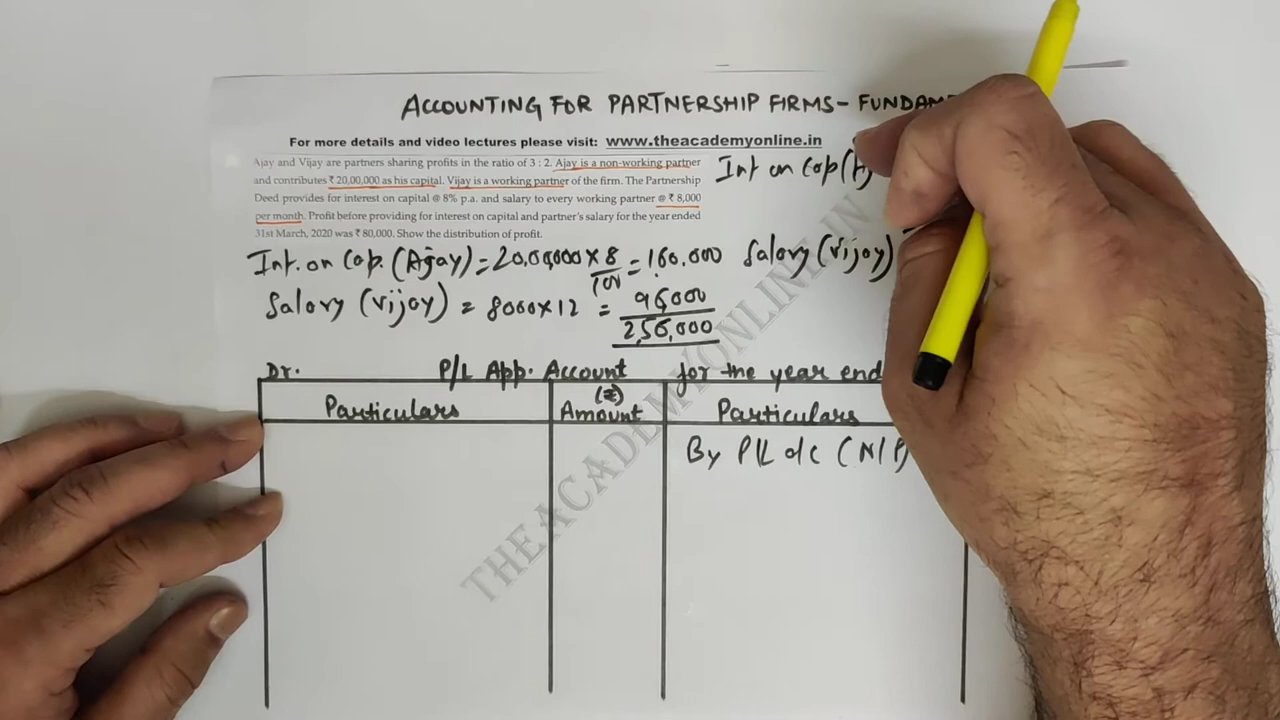 ACCOUNTING FOR PARTNERSHIP FIRMS- FUNDAME
For more details and video lectures please visit: www.theacademyonline.in
Ajay and Vijay are partners sharing profits in the ratio of 3 : 2. Ajay is a non-working partner
and contributes ₹ 20,00,000 as his capital. Vijay is a working partner of the firm. The Partnership
Deed provides for interest on capital @ 8% p.a. and salary to every working partner @ ₹ 8,000
per month. Profit before providing for interest on capital and partner's salary for the year ended
31st March, 2020 was ₹ 80,000. Show the distribution of profit.
Int on Cap(
Int. on Cap. (Ajay) = 20,00,000 × 8/100 = 160,000
Salary (Vijay)
Salary (Vijay) = 8000×12 = 96,000
2,56,000
Dr. P/L App. Account for the year end
Particulars (₹) Amount Particulars
By P/L a/c (N/P)
THEACADEMYONLINE.IN